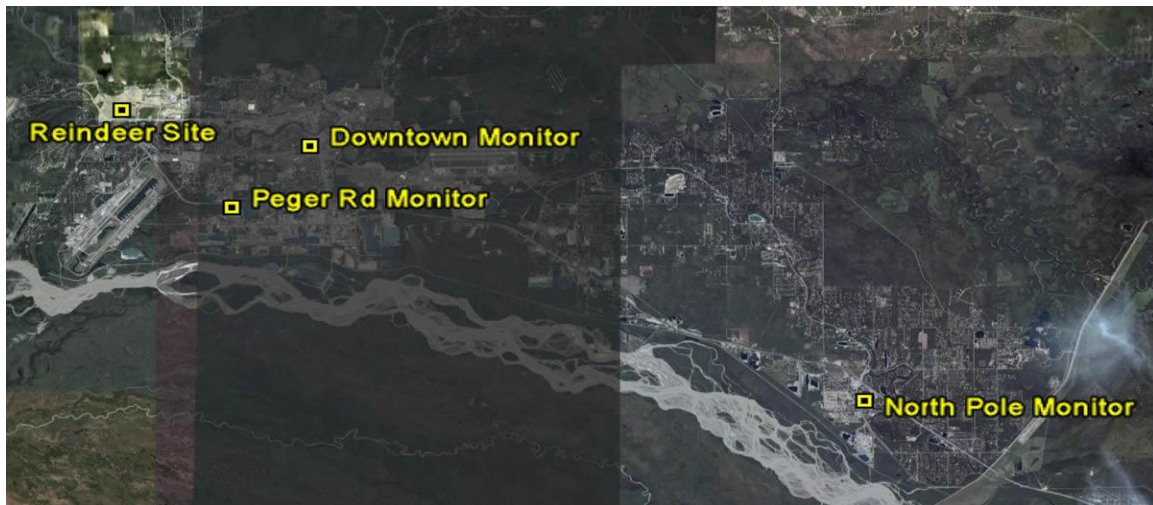 Reindeer Site
Downtown Monitor
Peger Rd Monitor
North Pole Monitor